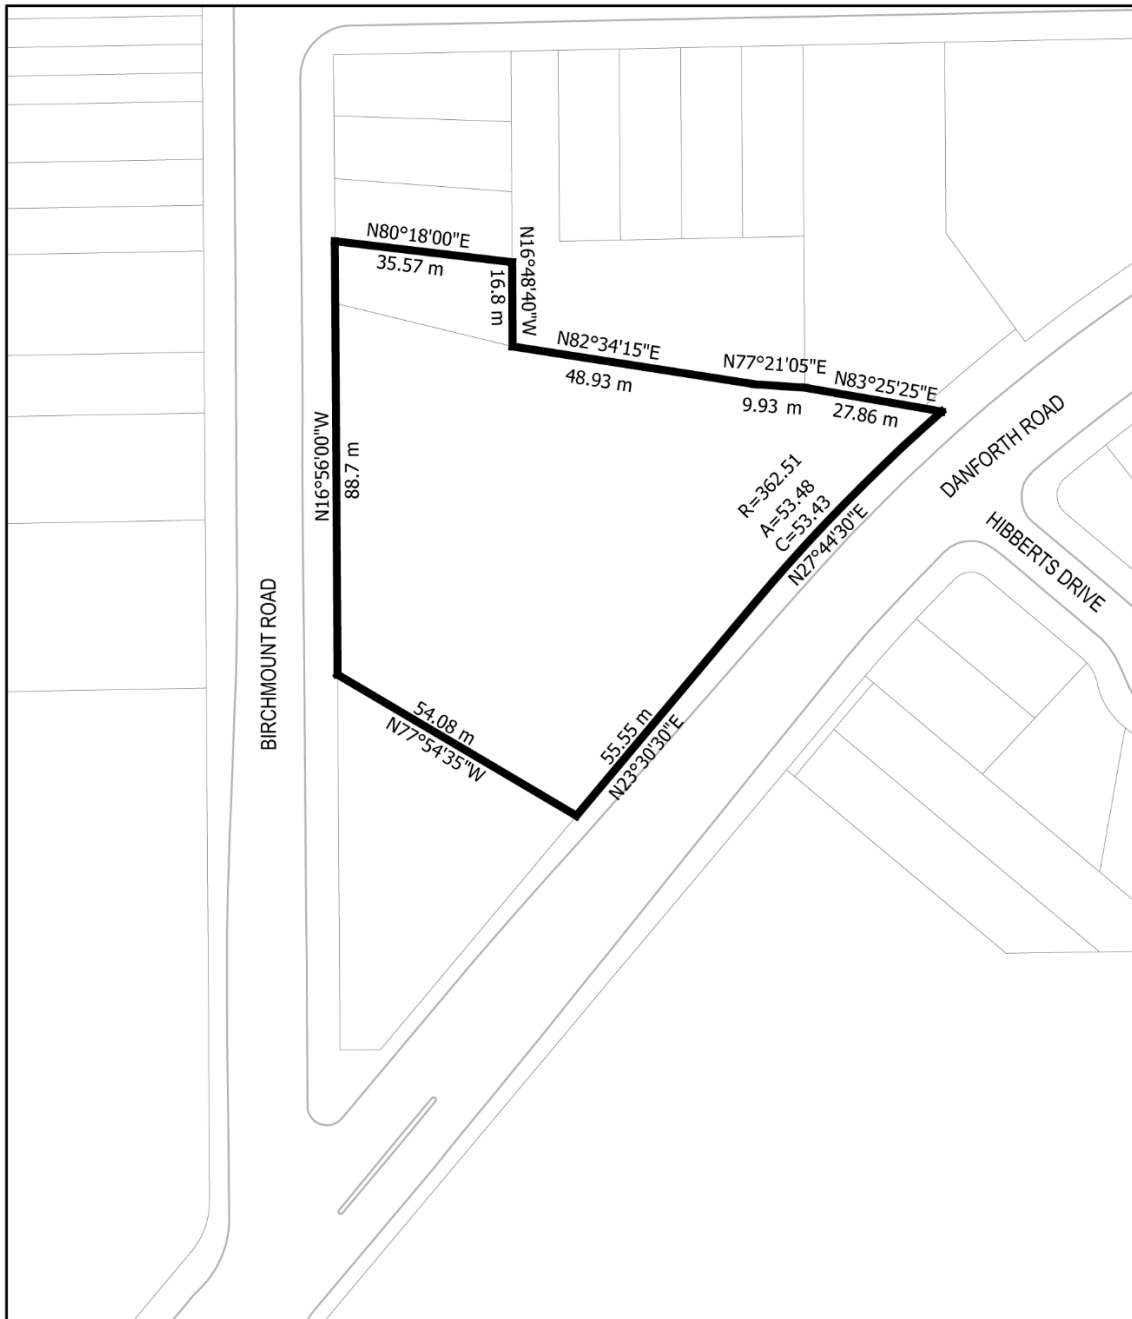 N80°18'00"E
35.57 m
N16°48'40"W
16.8 m
N82°34'15"E
48.93 m
N77°21'05"E
9.93 m
N83°25'25"E
27.86 m
N16°56'00"W
88.7 m
R=362.51
A=53.48
C=53.43
N27°44'30"E
DANFORTH ROAD
HIBBERTS DRIVE
BIRCHMOUNT ROAD
54.08 m
N77°54'35"W
55.55 m
N23°30'30"E